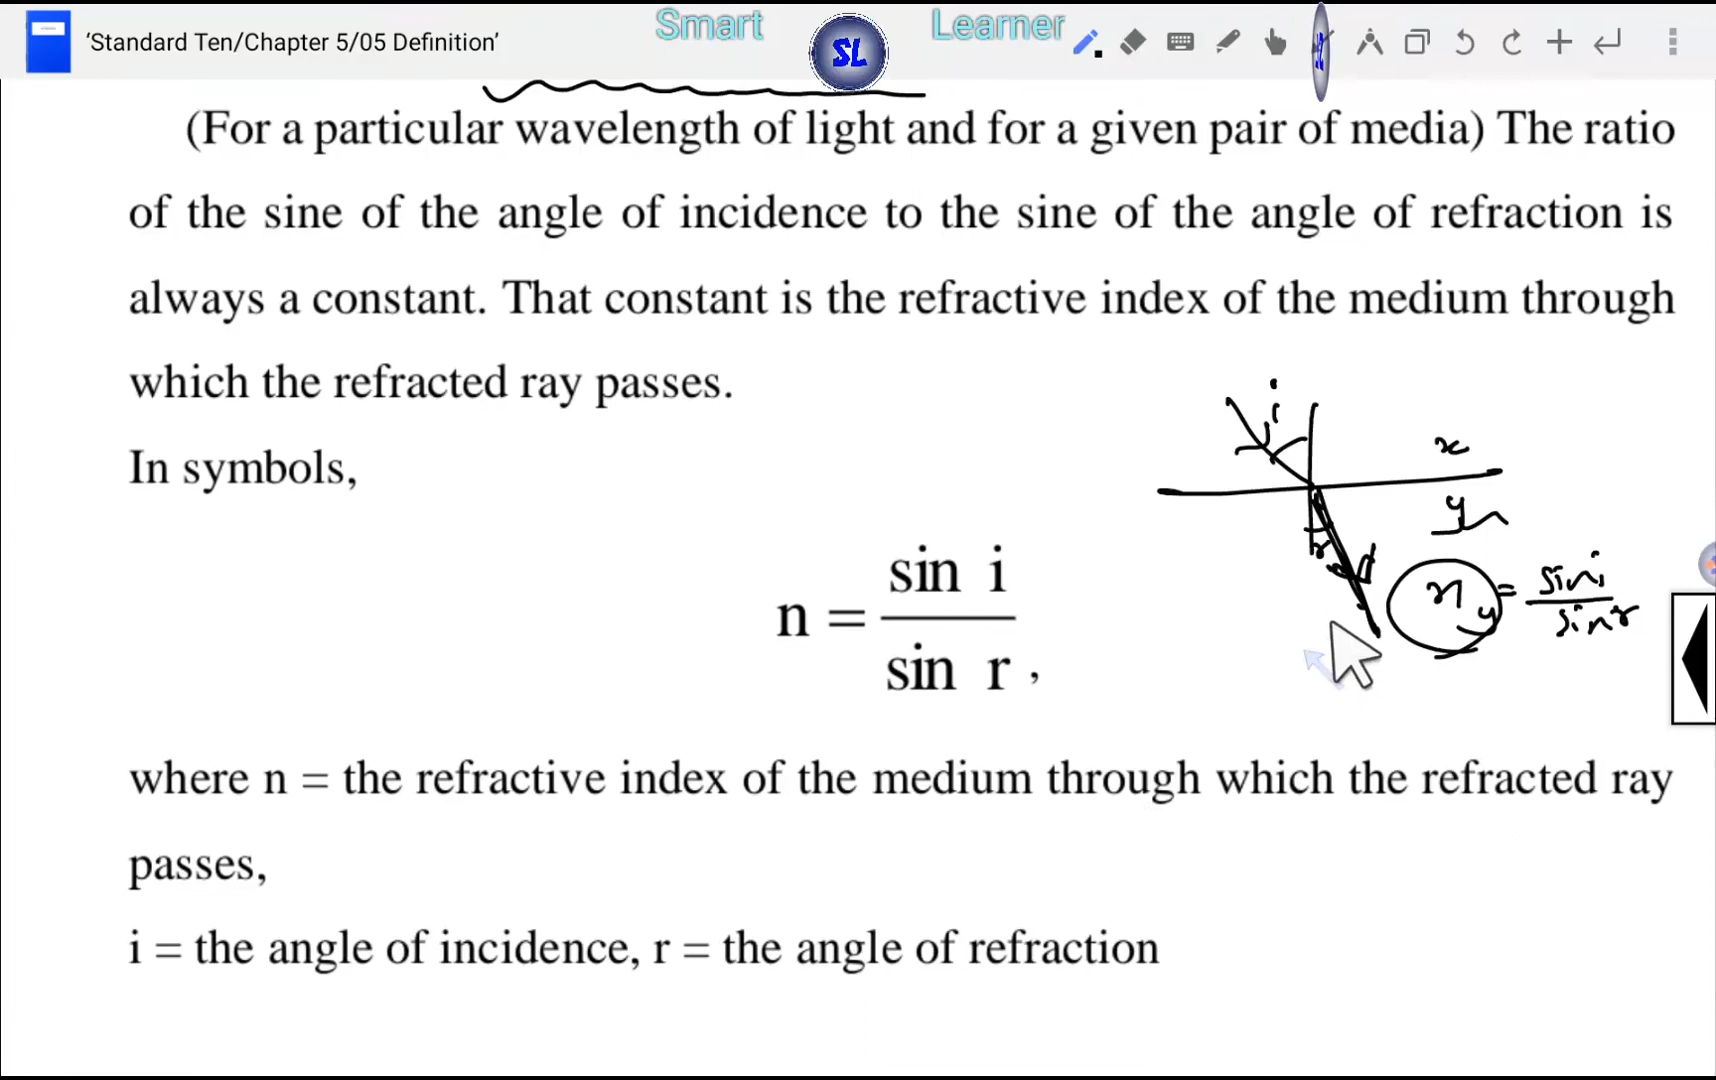 Smart SL Learner
‘Standard Ten/Chapter 5/05 Definition’
(For a particular wavelength of light and for a given pair of media) The ratio
of the sine of the angle of incidence to the sine of the angle of refraction is
always a constant. That constant is the refractive index of the medium through
which the refracted ray passes.
i
x
In symbols,
y
r
n = sin i / sin r ,
n y = sin i / sin r
where n = the refractive index of the medium through which the refracted ray
passes,
i = the angle of incidence, r = the angle of refraction